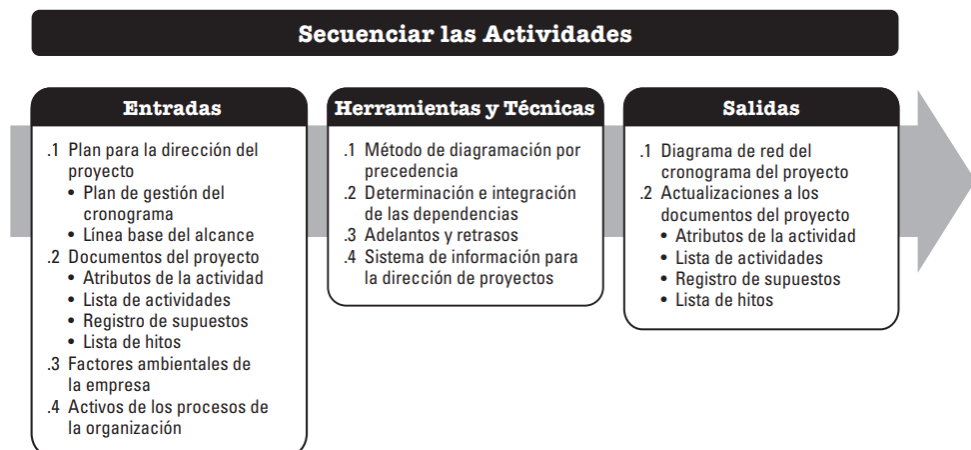 Secuenciar las Actividades
Entradas
.1 Plan para la dirección del
proyecto
• Plan de gestión del
cronograma
• Línea base del alcance
.2 Documentos del proyecto
• Atributos de la actividad
• Lista de actividades
• Registro de supuestos
• Lista de hitos
.3 Factores ambientales de
la empresa
.4 Activos de los procesos de
la organización
Herramientas y Técnicas
.1 Método de diagramación por
precedencia
.2 Determinación e integración
de las dependencias
.3 Adelantos y retrasos
.4 Sistema de información para
la dirección de proyectos
Salidas
.1 Diagrama de red del
cronograma del proyecto
.2 Actualizaciones a los
documentos del proyecto
• Atributos de la actividad
• Lista de actividades
• Registro de supuestos
• Lista de hitos